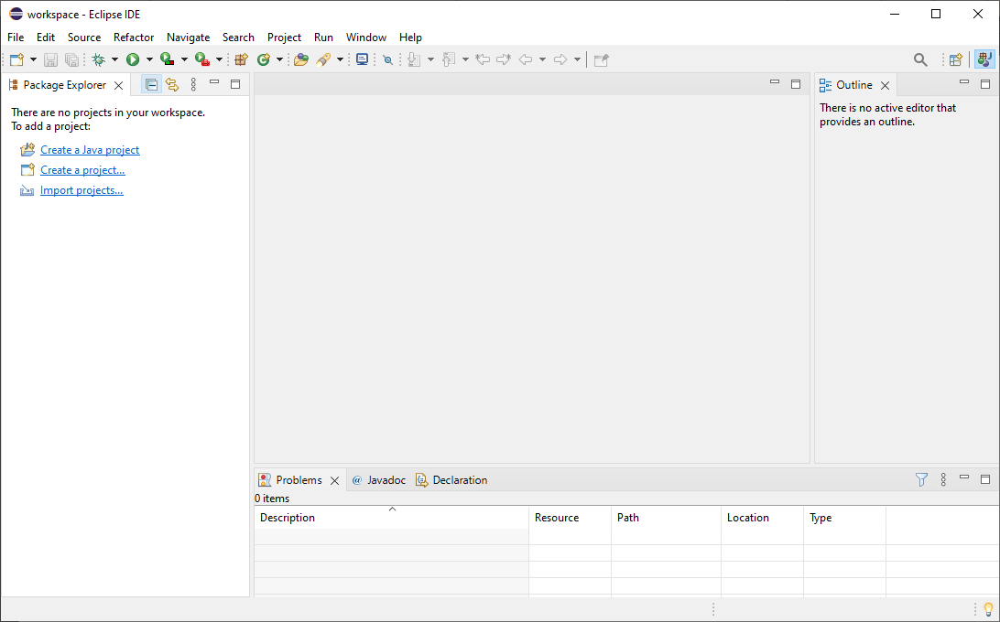 workspace - Eclipse IDE
File Edit Source Refactor Navigate Search Project Run Window Help
Package Explorer
There are no projects in your workspace.
To add a project:
Create a Java project
Create a project...
Import projects...
Outline
There is no active editor that
provides an outline.
Problems @ Javadoc Declaration
0 items
Description Resource Path Location Type